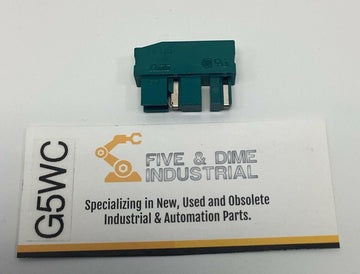 G5WC
FIVE & DIME
INDUSTRIAL
Specializing in New, Used and Obsolete
Industrial & Automation Parts.